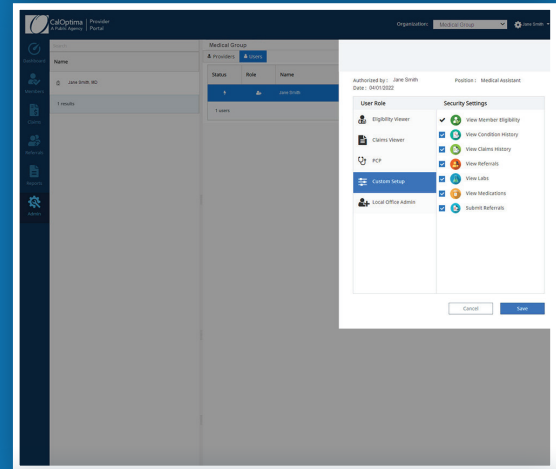 CalOptima Provider
A Public Agency Portal
Organization: Medical Group Jane Smith
Dashboard
Members
Claims
Referrals
Reports
Admin
Search
Name
Jane Smith, MD
1 results
Medical Group
Providers Users
Status Role Name
Jane Smith
1 users
Authorized by : Jane Smith Position : Medical Assistant
Date : 04/01/2022
User Role Security Settings
Eligibility Viewer
Claims Viewer
PCP
Custom Setup
Local Office Admin
View Member Eligibility
View Condition History
View Claims History
View Referrals
View Labs
View Medications
Submit Referrals
Cancel Save